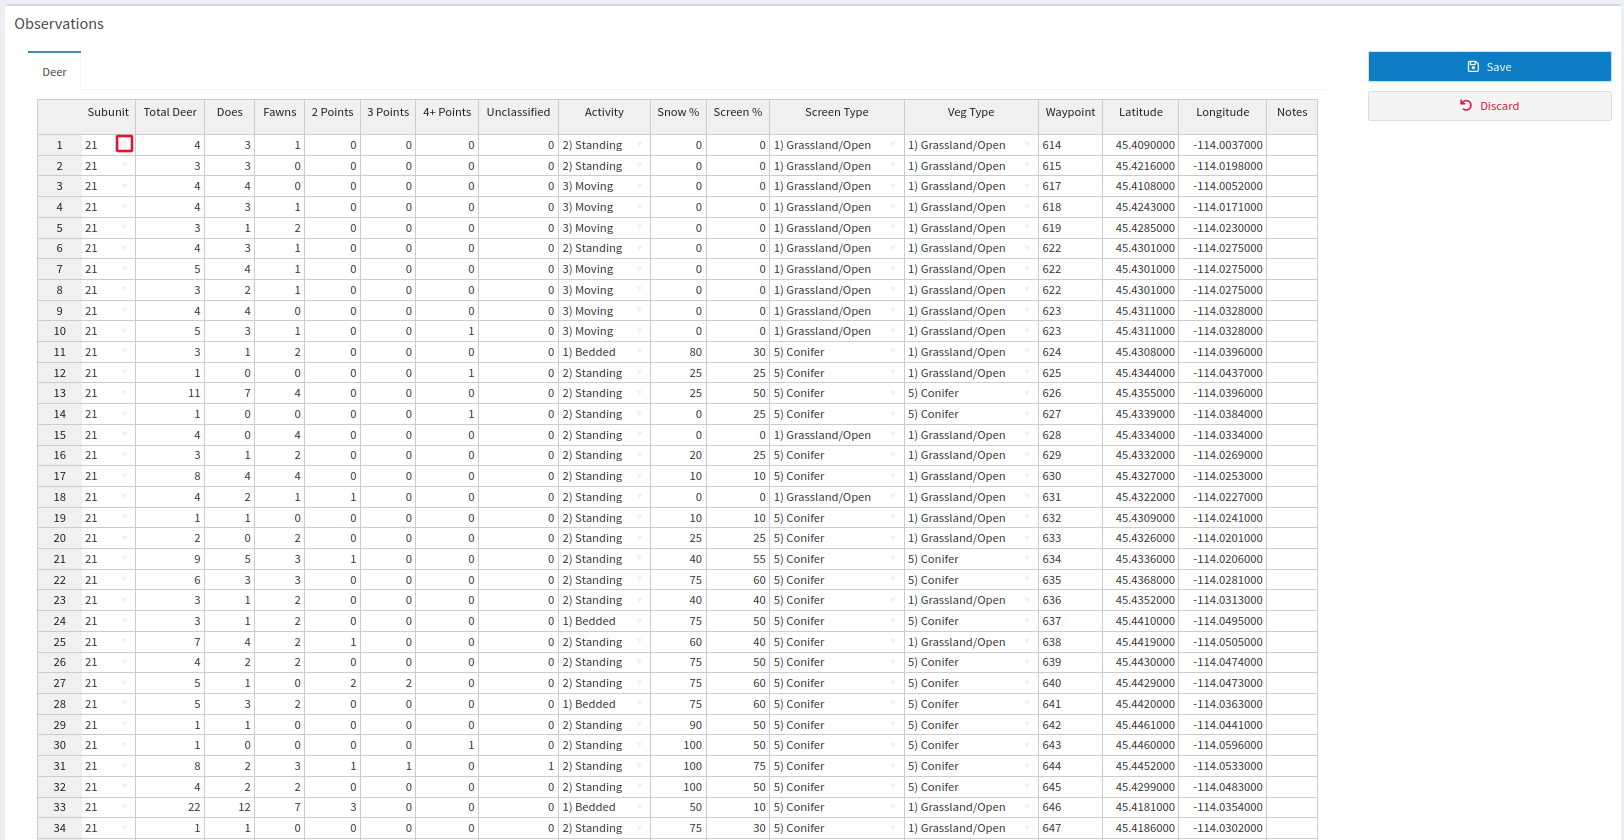 Observations
Deer
Save
Discard
Subunit Total Deer Does Fawns 2 Points 3 Points 4+ Points Unclassified Activity Snow % Screen % Screen Type Veg Type Waypoint Latitude Longitude Notes
1 21 4 3 1 0 0 0 0 2) Standing 0 0 1) Grassland/Open 1) Grassland/Open 614 45.4090000 -114.0037000
2 21 3 3 0 0 0 0 0 2) Standing 0 0 1) Grassland/Open 1) Grassland/Open 615 45.4216000 -114.0198000
3 21 4 4 0 0 0 0 0 3) Moving 0 0 1) Grassland/Open 1) Grassland/Open 617 45.4108000 -114.0052000
4 21 4 3 1 0 0 0 0 3) Moving 0 0 1) Grassland/Open 1) Grassland/Open 618 45.4243000 -114.0171000
5 21 3 1 2 0 0 0 0 3) Moving 0 0 1) Grassland/Open 1) Grassland/Open 619 45.4285000 -114.0230000
6 21 4 3 1 0 0 0 0 2) Standing 0 0 1) Grassland/Open 1) Grassland/Open 622 45.4301000 -114.0275000
7 21 5 4 1 0 0 0 0 3) Moving 0 0 1) Grassland/Open 1) Grassland/Open 622 45.4301000 -114.0275000
8 21 3 2 1 0 0 0 0 3) Moving 0 0 1) Grassland/Open 1) Grassland/Open 622 45.4301000 -114.0275000
9 21 4 4 0 0 0 0 0 3) Moving 0 0 1) Grassland/Open 1) Grassland/Open 623 45.4311000 -114.0328000
10 21 5 3 1 0 0 1 0 3) Moving 0 0 1) Grassland/Open 1) Grassland/Open 623 45.4311000 -114.0328000
11 21 3 1 2 0 0 0 0 1) Bedded 80 30 5) Conifer 1) Grassland/Open 624 45.4308000 -114.0396000
12 21 1 0 0 0 0 1 0 2) Standing 25 25 5) Conifer 1) Grassland/Open 625 45.4344000 -114.0437000
13 21 11 7 4 0 0 0 0 2) Standing 25 50 5) Conifer 5) Conifer 626 45.4355000 -114.0396000
14 21 1 0 0 0 0 1 0 2) Standing 0 25 5) Conifer 5) Conifer 627 45.4339000 -114.0384000
15 21 4 0 4 0 0 0 0 2) Standing 0 0 1) Grassland/Open 1) Grassland/Open 628 45.4334000 -114.0334000
16 21 3 1 2 0 0 0 0 2) Standing 20 25 5) Conifer 1) Grassland/Open 629 45.4332000 -114.0269000
17 21 8 4 4 0 0 0 0 2) Standing 10 10 5) Conifer 1) Grassland/Open 630 45.4327000 -114.0253000
18 21 4 2 1 1 0 0 0 2) Standing 0 0 1) Grassland/Open 1) Grassland/Open 631 45.4322000 -114.0227000
19 21 1 1 0 0 0 0 0 2) Standing 10 10 5) Conifer 1) Grassland/Open 632 45.4309000 -114.0241000
20 21 2 0 2 0 0 0 0 2) Standing 25 25 5) Conifer 1) Grassland/Open 633 45.4326000 -114.0201000
21 21 9 5 3 1 0 0 0 2) Standing 40 55 5) Conifer 5) Conifer 634 45.4336000 -114.0206000
22 21 6 3 3 0 0 0 0 2) Standing 75 60 5) Conifer 5) Conifer 635 45.4368000 -114.0281000
23 21 3 1 2 0 0 0 0 2) Standing 40 40 5) Conifer 1) Grassland/Open 636 45.4352000 -114.0313000
24 21 3 1 2 0 0 0 0 1) Bedded 75 50 5) Conifer 5) Conifer 637 45.4410000 -114.0495000
25 21 7 4 2 1 0 0 0 2) Standing 60 40 5) Conifer 1) Grassland/Open 638 45.4419000 -114.0505000
26 21 4 2 2 0 0 0 0 2) Standing 75 50 5) Conifer 5) Conifer 639 45.4430000 -114.0474000
27 21 5 1 0 2 2 0 0 2) Standing 75 60 5) Conifer 5) Conifer 640 45.4429000 -114.0473000
28 21 5 3 2 0 0 0 0 1) Bedded 75 60 5) Conifer 5) Conifer 641 45.4420000 -114.0363000
29 21 1 1 0 0 0 0 0 2) Standing 90 50 5) Conifer 5) Conifer 642 45.4461000 -114.0441000
30 21 1 0 0 0 0 1 0 2) Standing 100 50 5) Conifer 5) Conifer 643 45.4460000 -114.0596000
31 21 8 2 3 1 1 0 1 2) Standing 100 75 5) Conifer 5) Conifer 644 45.4452000 -114.0533000
32 21 4 2 2 0 0 0 0 2) Standing 100 50 5) Conifer 5) Conifer 645 45.4299000 -114.0483000
33 21 22 12 7 3 0 0 0 1) Bedded 50 10 5) Conifer 1) Grassland/Open 646 45.4181000 -114.0354000
34 21 1 1 0 0 0 0 0 2) Standing 75 30 5) Conifer 1) Grassland/Open 647 45.4186000 -114.0302000